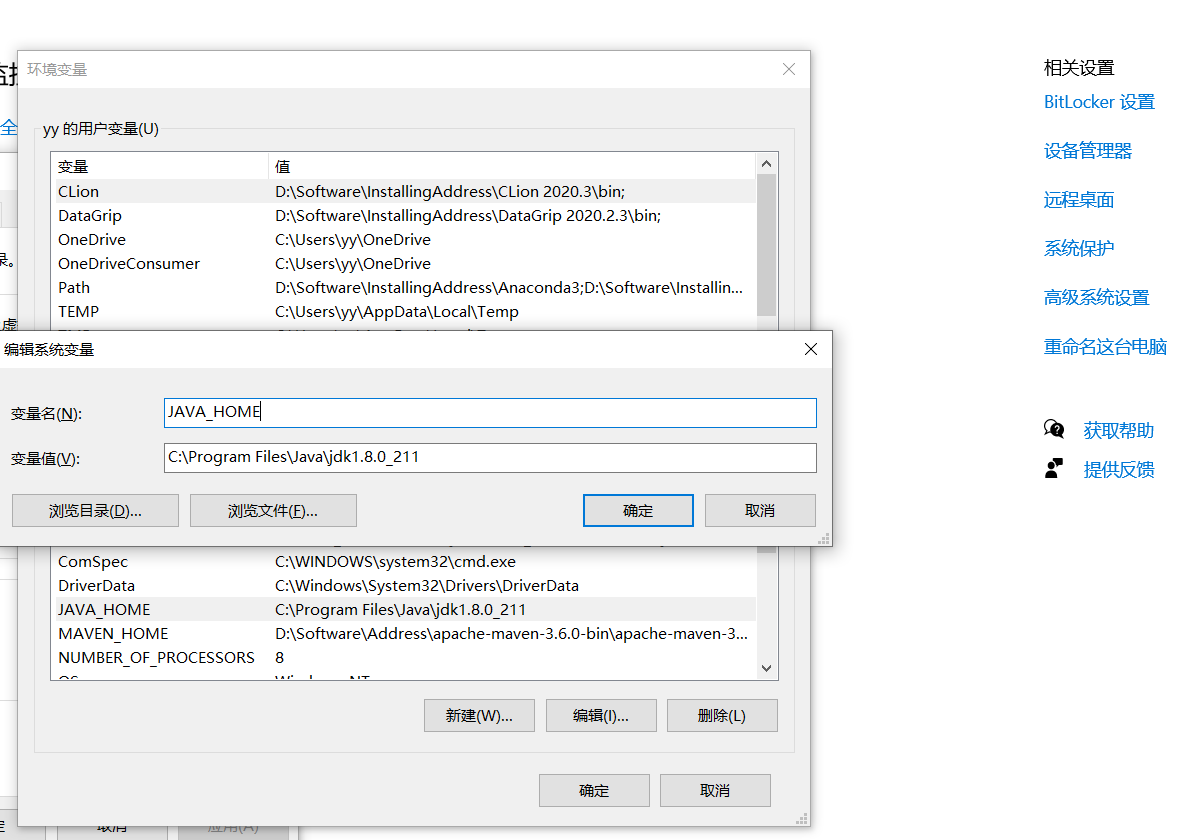 环境变量
全
yy 的用户变量(U)
变量 值
CLion D:\Software\InstallingAddress\CLion 2020.3\bin;
DataGrip D:\Software\InstallingAddress\DataGrip 2020.2.3\bin;
OneDrive C:\Users\yy\OneDrive
OneDriveConsumer C:\Users\yy\OneDrive
Path D:\Software\InstallingAddress\Anaconda3;D:\Software\Installin...
TEMP C:\Users\yy\AppData\Local\Temp
录。
虚
编辑系统变量
变量名(N): JAVA_HOME
变量值(V): C:\Program Files\Java\jdk1.8.0_211
浏览目录(D)... 浏览文件(F)... 确定 取消
ComSpec C:\WINDOWS\system32\cmd.exe
DriverData C:\Windows\System32\Drivers\DriverData
JAVA_HOME C:\Program Files\Java\jdk1.8.0_211
MAVEN_HOME D:\Software\Address\apache-maven-3.6.0-bin\apache-maven-3...
NUMBER_OF_PROCESSORS 8
新建(W)... 编辑(I)... 删除(L)
确定 取消
取消 应用(A)
相关设置
BitLocker 设置
设备管理器
远程桌面
系统保护
高级系统设置
重命名这台电脑
获取帮助
提供反馈